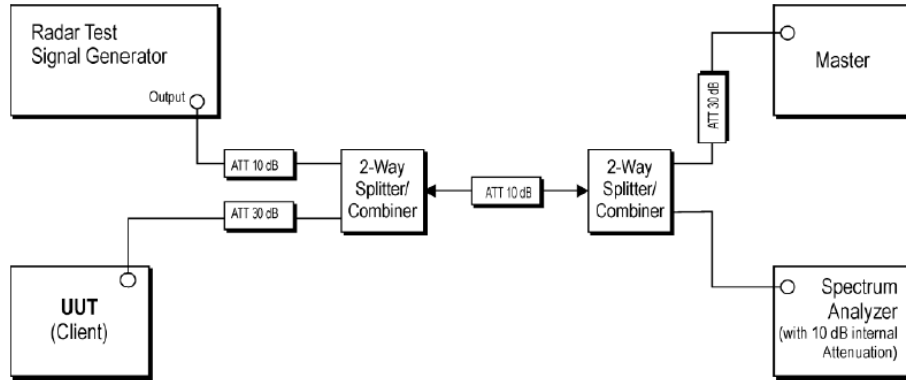 Radar Test
Signal Generator
Output
ATT 10 dB
ATT 30 dB
UUT
(Client)
2-Way
Splitter/
Combiner
ATT 10 dB
2-Way
Splitter/
Combiner
ATT 30 dB
Master
Spectrum
Analyzer
(with 10 dB internal
Attenuation)